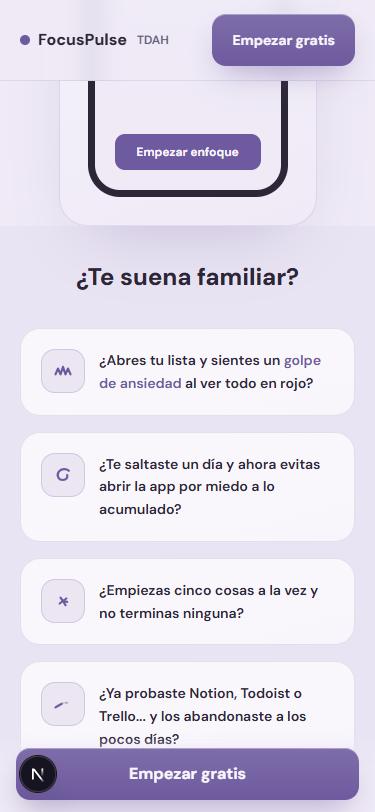 FocusPulse TDAH
Empezar gratis
Empezar enfoque
¿Te suena familiar?
¿Abres tu lista y sientes un golpe
de ansiedad al ver todo en rojo?
¿Te saltaste un día y ahora evitas
abrir la app por miedo a lo
acumulado?
¿Empiezas cinco cosas a la vez y
no terminas ninguna?
¿Ya probaste Notion, Todoist o
Trello... y los abandonaste a los
pocos días?
N
Empezar gratis